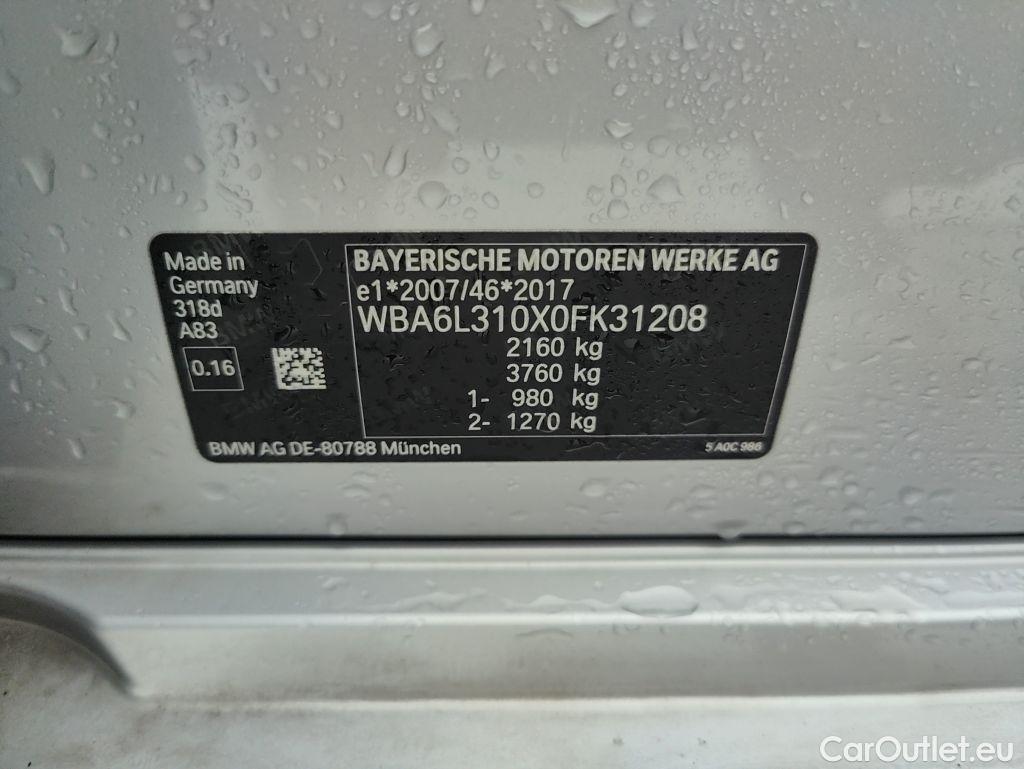 Made in
Germany
318d
A83
0.16
BAYERISCHE MOTOREN WERKE AG
e1*2007/46*2017
WBA6L310X0FK31208
2160 kg
3760 kg
1- 980 kg
2- 1270 kg
BMW AG DE-80788 München
5 A0C 986
CarOutlet.eu